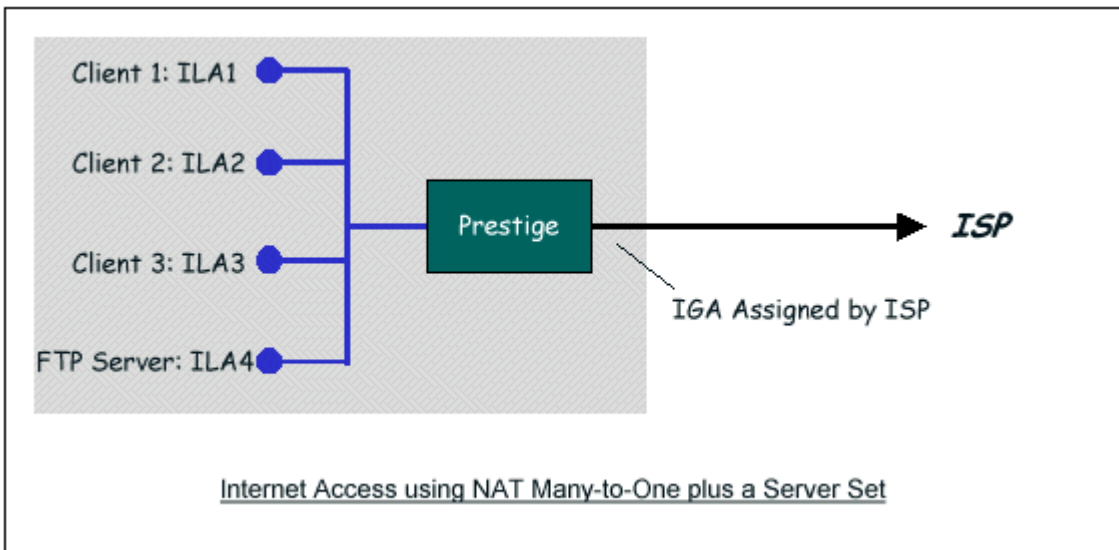 Client 1: ILA1
Client 2: ILA2
Client 3: ILA3
FTP Server: ILA4
Prestige
ISP
IGA Assigned by ISP
Internet Access using NAT Many-to-One plus a Server Set